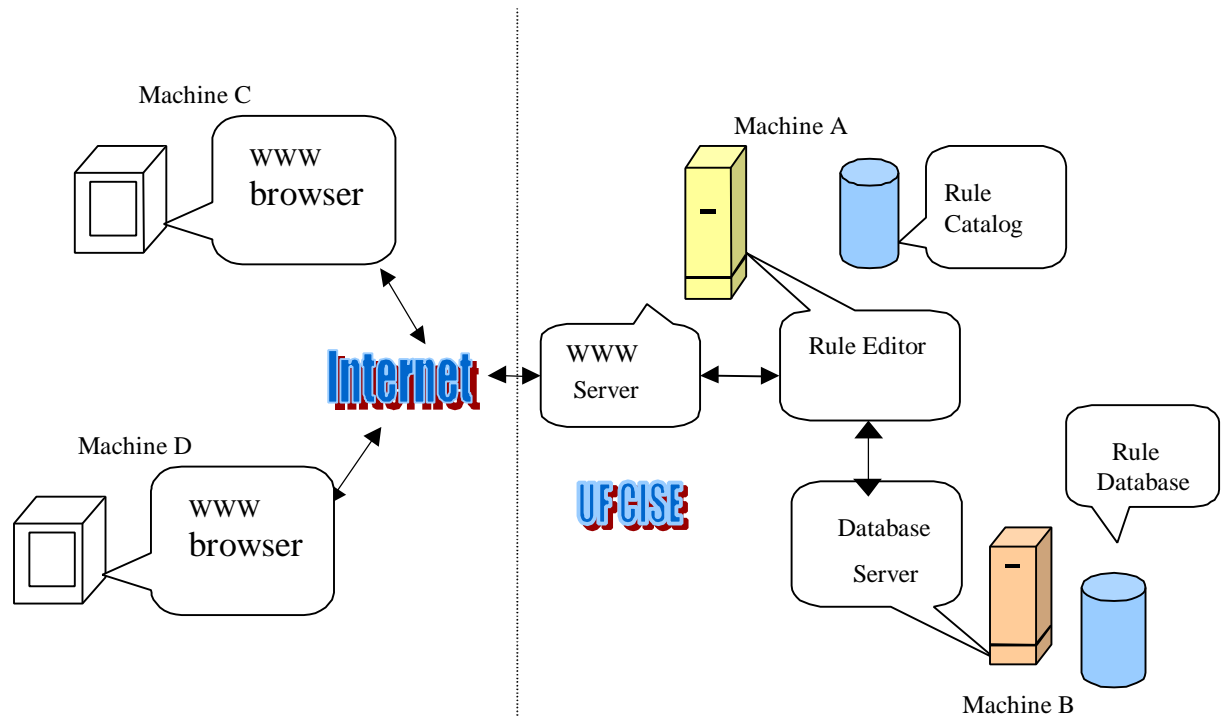 Machine C
WWW
browser
Machine A
Rule
Catalog
Internet
WWW
Server
Rule Editor
Machine D
WWW
browser
UF CISE
Database
Server
Rule
Database
Machine B